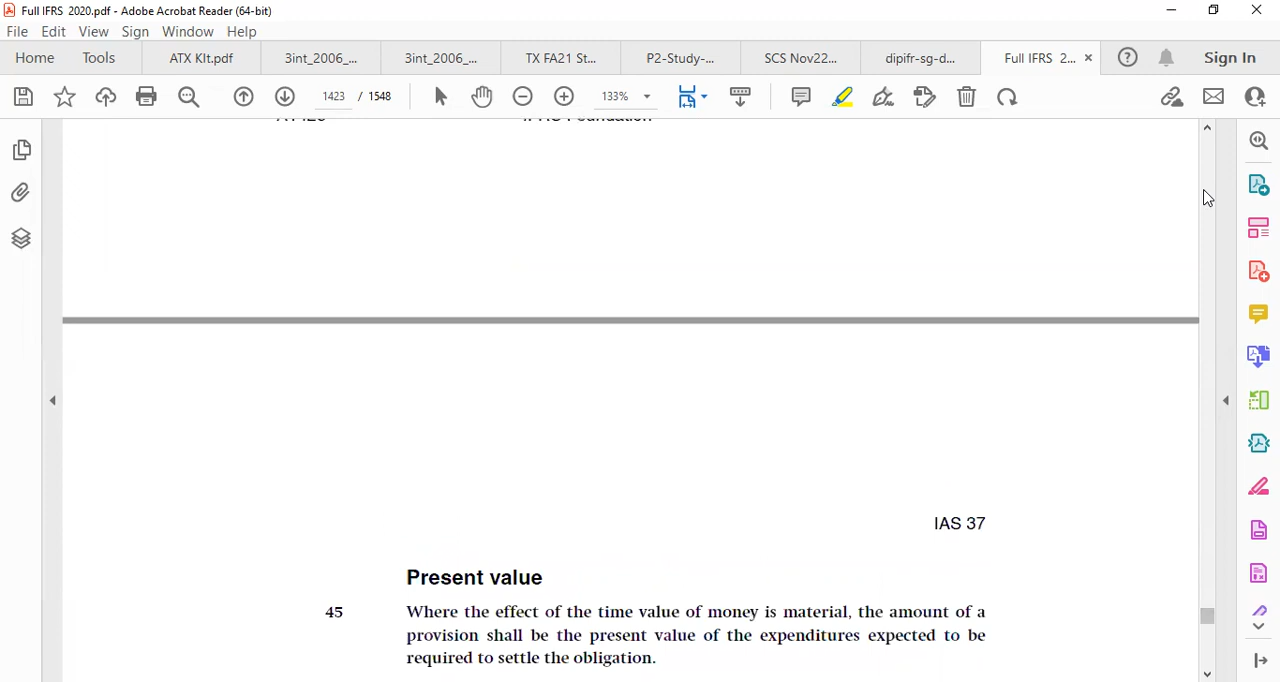 Full IFRS 2020.pdf - Adobe Acrobat Reader (64-bit)
File Edit View Sign Window Help
Home Tools ATX KIt.pdf 3int_2006_... 3int_2006_... TX FA21 St... P2-Study-... SCS Nov22... dipifr-sg-d... Full IFRS 2... × Sign In
1423 / 1548 133%
IFRS Foundation
IAS 37
Present value
45 Where the effect of the time value of money is material, the amount of a
provision shall be the present value of the expenditures expected to be
required to settle the obligation.